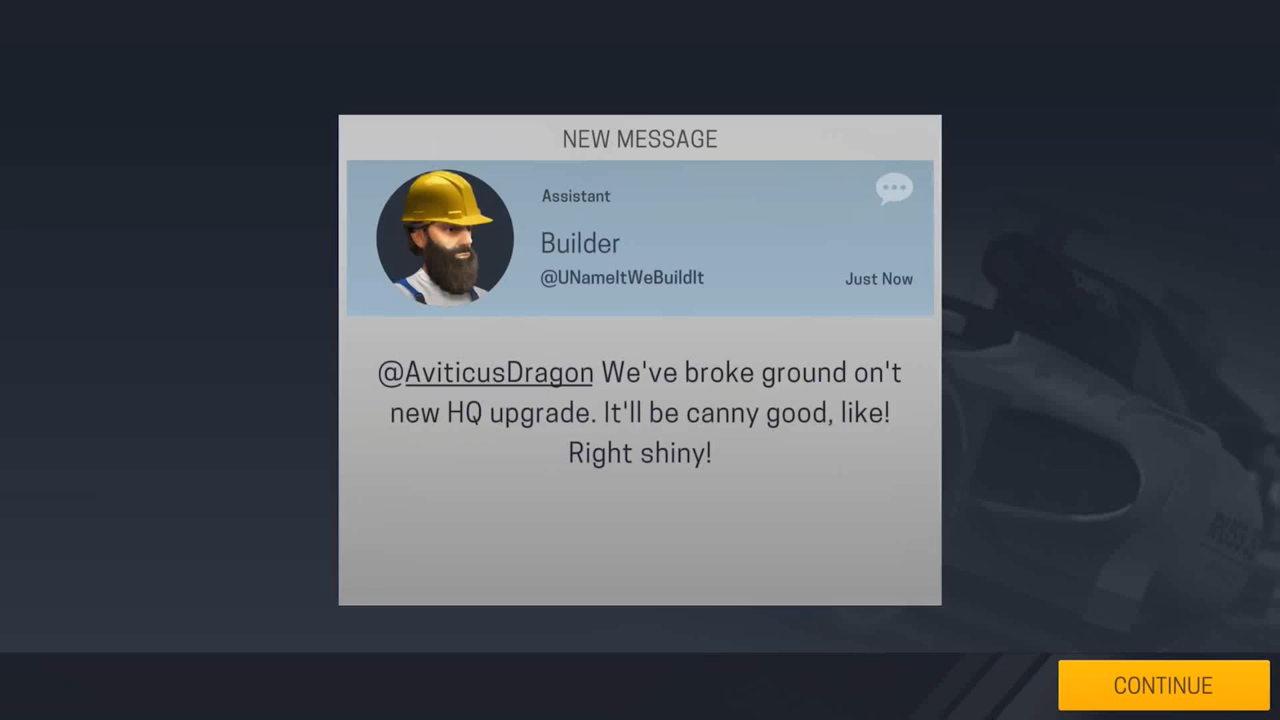 NEW MESSAGE
Assistant
Builder
@UNameItWeBuildIt
Just Now
@AviticusDragon We've broke ground on't
new HQ upgrade. It'll be canny good, like!
Right shiny!
CONTINUE